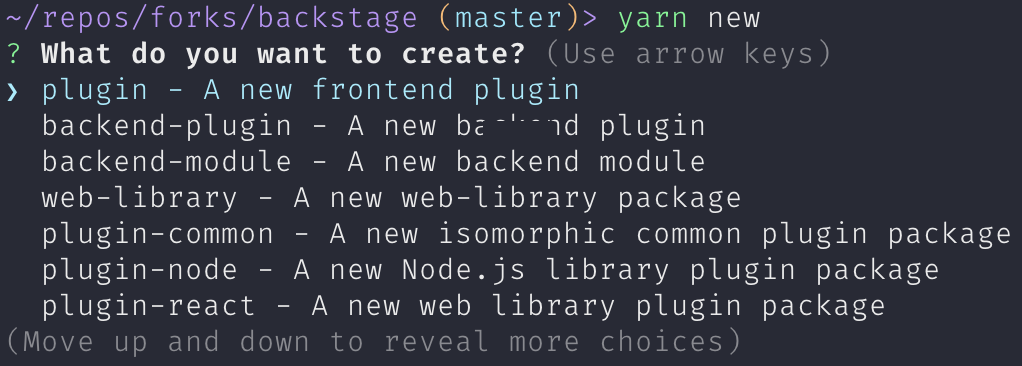 ~/repos/forks/backstage (master)> yarn new
? What do you want to create? (Use arrow keys)
❯ plugin - A new frontend plugin
backend-plugin - A new backend plugin
backend-module - A new backend module
web-library - A new web-library package
plugin-common - A new isomorphic common plugin package
plugin-node - A new Node.js library plugin package
plugin-react - A new web library plugin package
(Move up and down to reveal more choices)